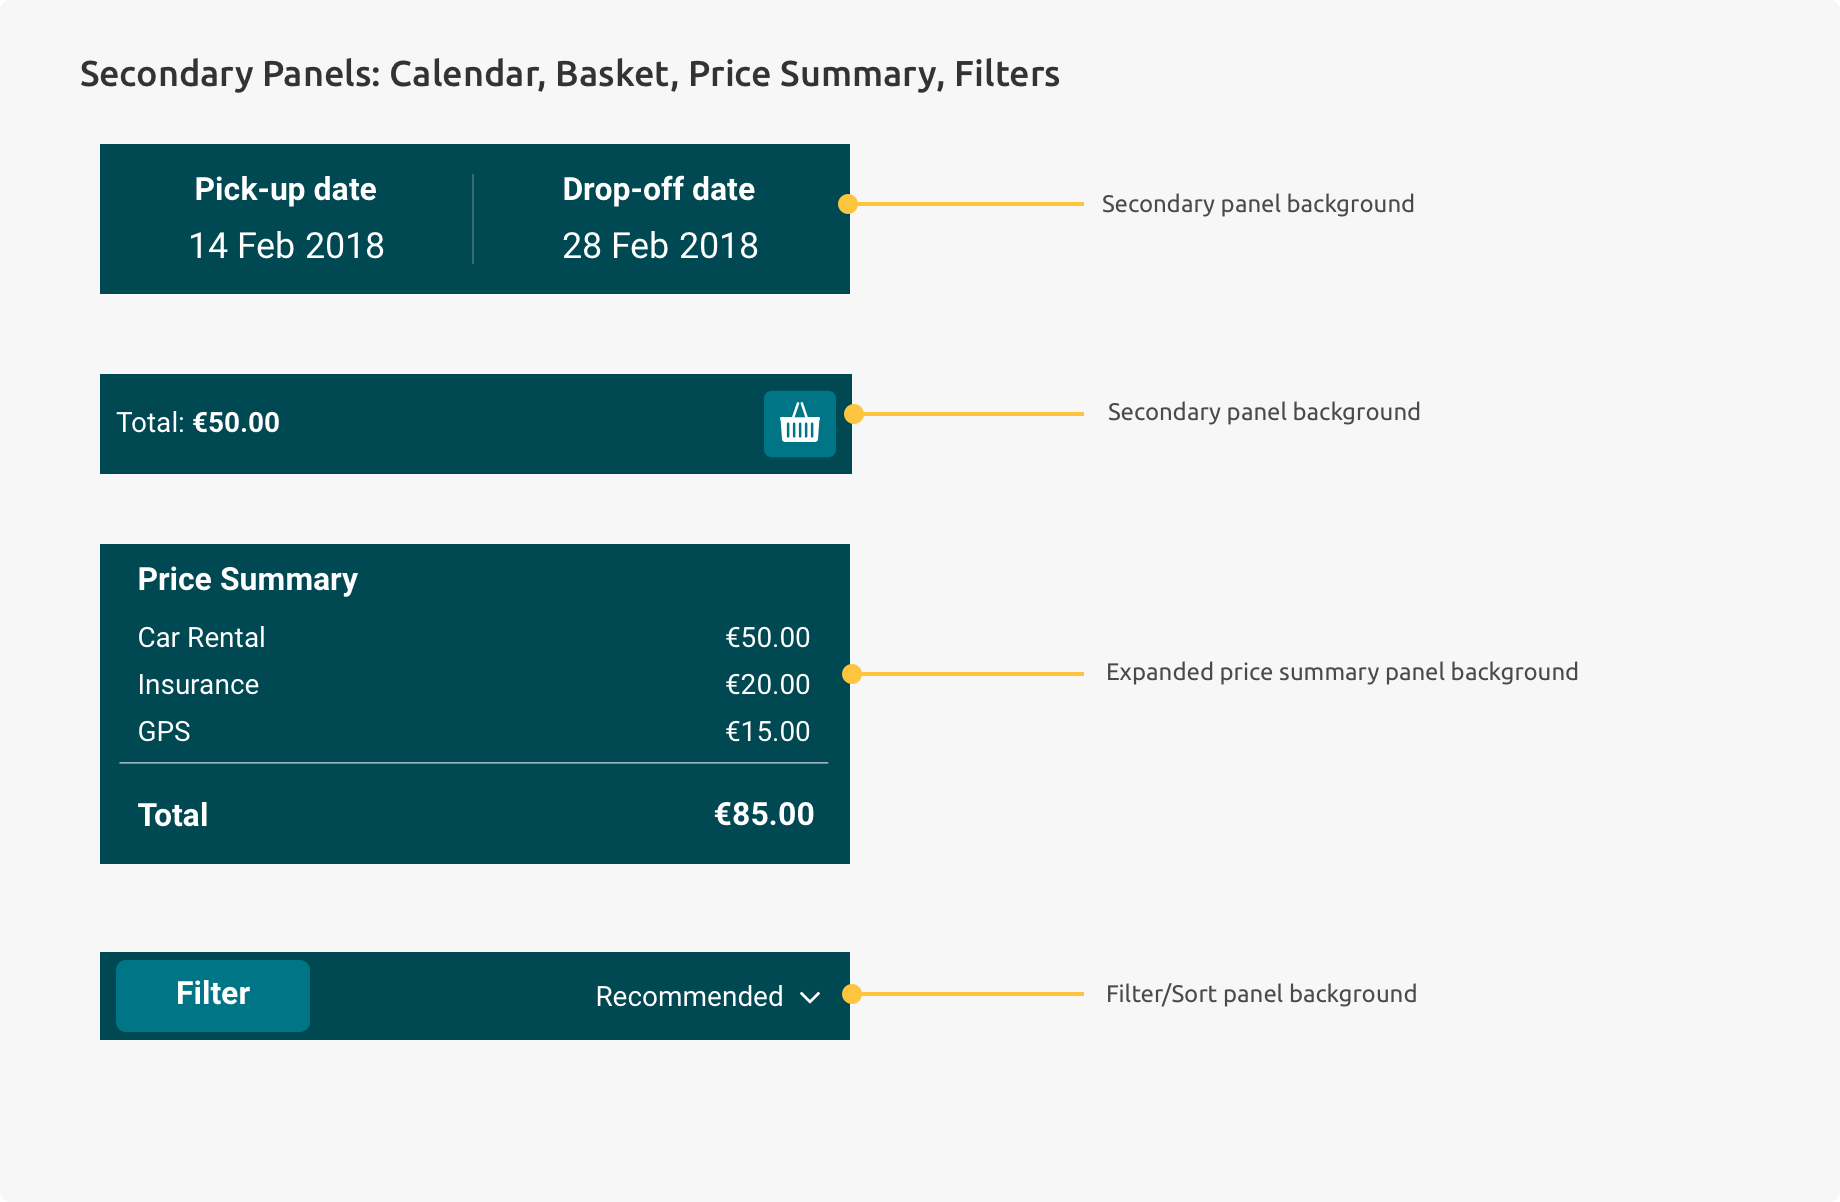 Secondary Panels: Calendar, Basket, Price Summary, Filters
Pick-up date
14 Feb 2018
Drop-off date
28 Feb 2018
Secondary panel background
Total: €50.00
Secondary panel background
Price Summary
Car Rental €50.00
Insurance €20.00
GPS €15.00
Total €85.00
Expanded price summary panel background
Filter
Recommended
Filter/Sort panel background